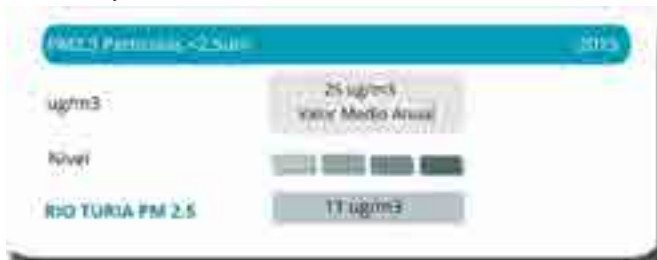 PM2.5 Particulas <2.5um 2015
ug/m3
25 ug/m3
Valor Medio Anual
Nivel
RIO TURIA PM 2.5
11 ug/m3